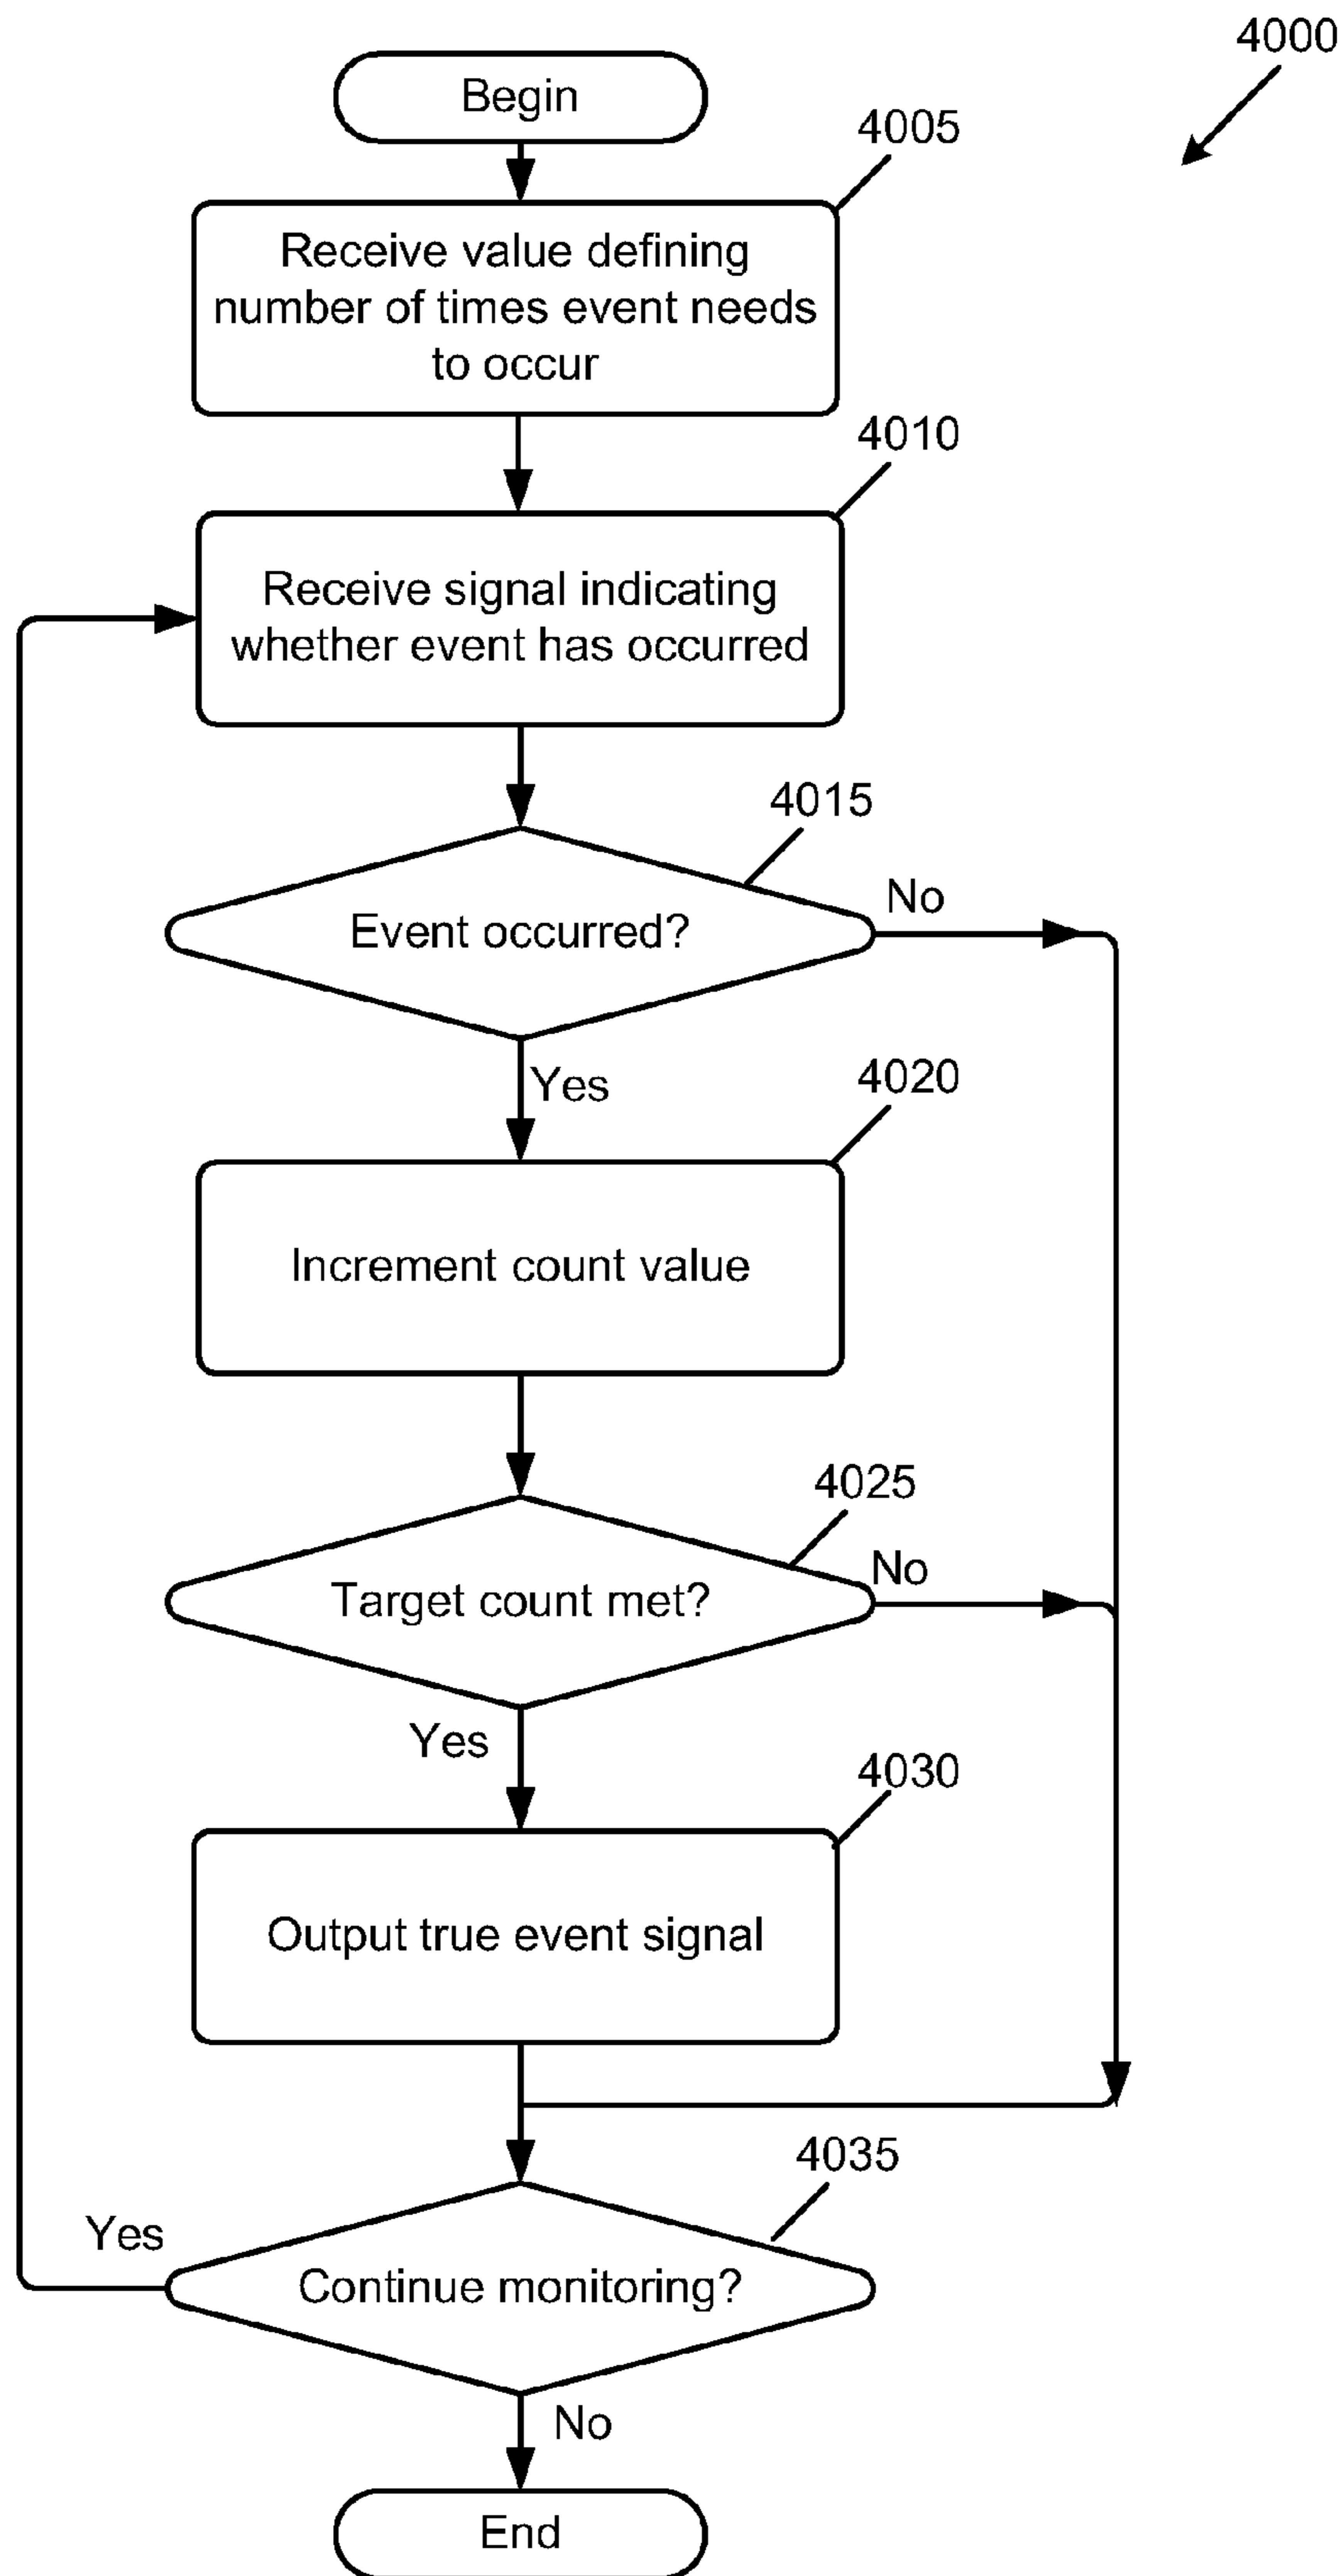 4000
Begin
4005
Receive value defining
number of times event needs
to occur
4010
Receive signal indicating
whether event has occurred
4015
Event occurred?
No
Yes
4020
Increment count value
4025
Target count met?
No
Yes
4030
Output true event signal
4035
Continue monitoring?
Yes
No
End